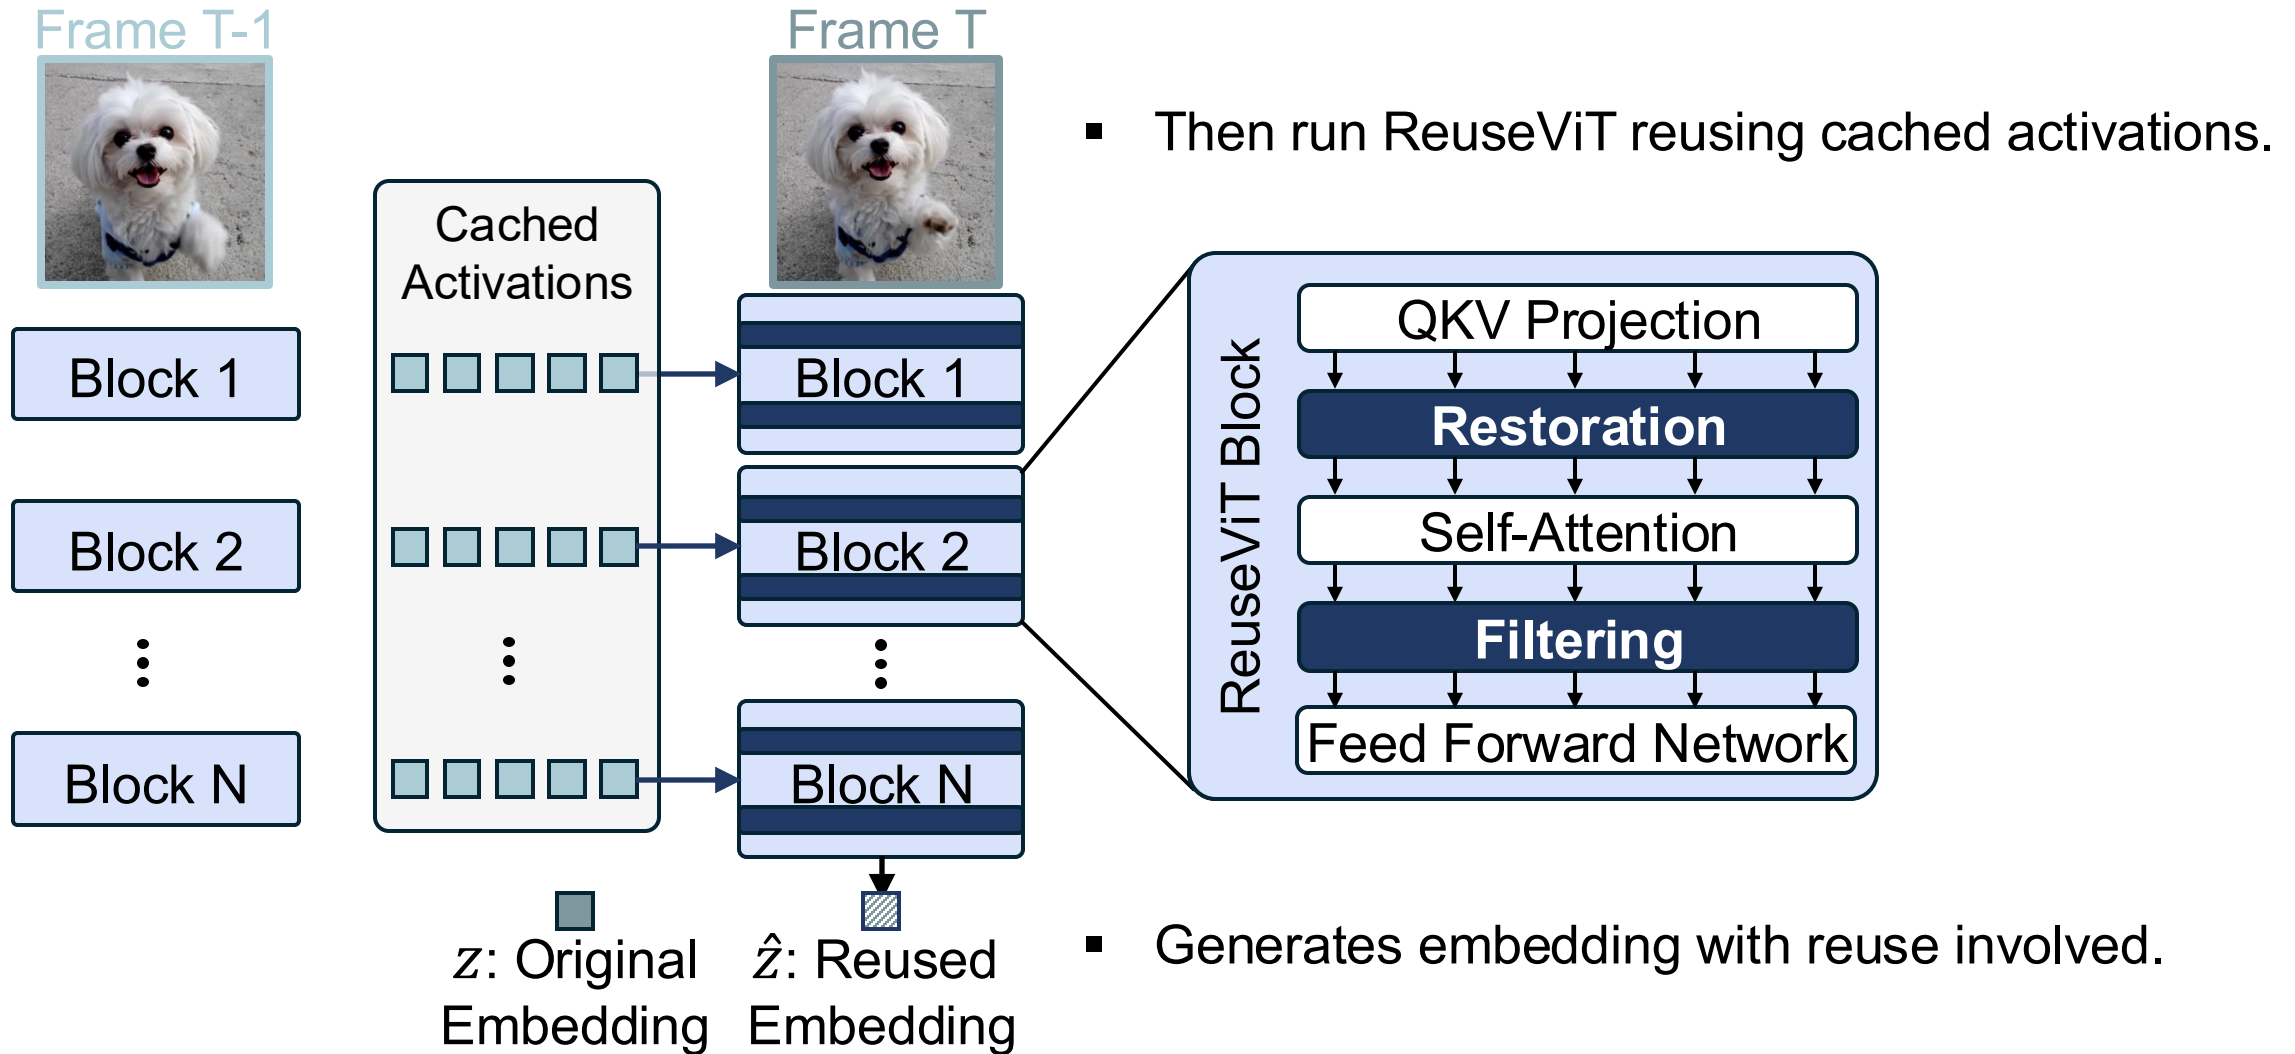 Frame T-1
Frame T
▪ Then run ReuseViT reusing cached activations.
Cached
Activations
Block 1
Block 2
Block N
Block 1
Block 2
Block N
ReuseViT Block
QKV Projection
Restoration
Self-Attention
Filtering
Feed Forward Network
z: Original
Embedding
ẑ: Reused
Embedding
▪ Generates embedding with reuse involved.